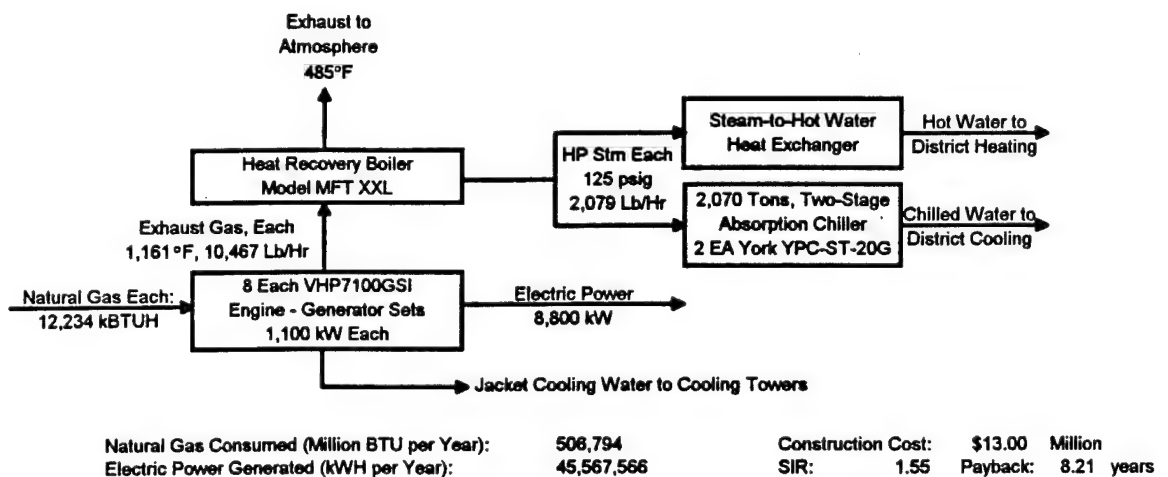 Exhaust to
Atmosphere
485°F
Heat Recovery Boiler
Model MFT XXL
HP Stm Each
125 psig
2,079 Lb/Hr
Steam-to-Hot Water
Heat Exchanger
Hot Water to
District Heating
2,070 Tons, Two-Stage
Absorption Chiller
2 EA York YPC-ST-20G
Chilled Water to
District Cooling
Exhaust Gas, Each
1,161°F, 10,467 Lb/Hr
Natural Gas Each:
12,234 kBTUH
8 Each VHP7100GSI
Engine - Generator Sets
1,100 kW Each
Electric Power
8,800 kW
Jacket Cooling Water to Cooling Towers
Natural Gas Consumed (Million BTU per Year): 506,794 Construction Cost: $13.00 Million
Electric Power Generated (kWH per Year): 45,567,566 SIR: 1.55 Payback: 8.21 years